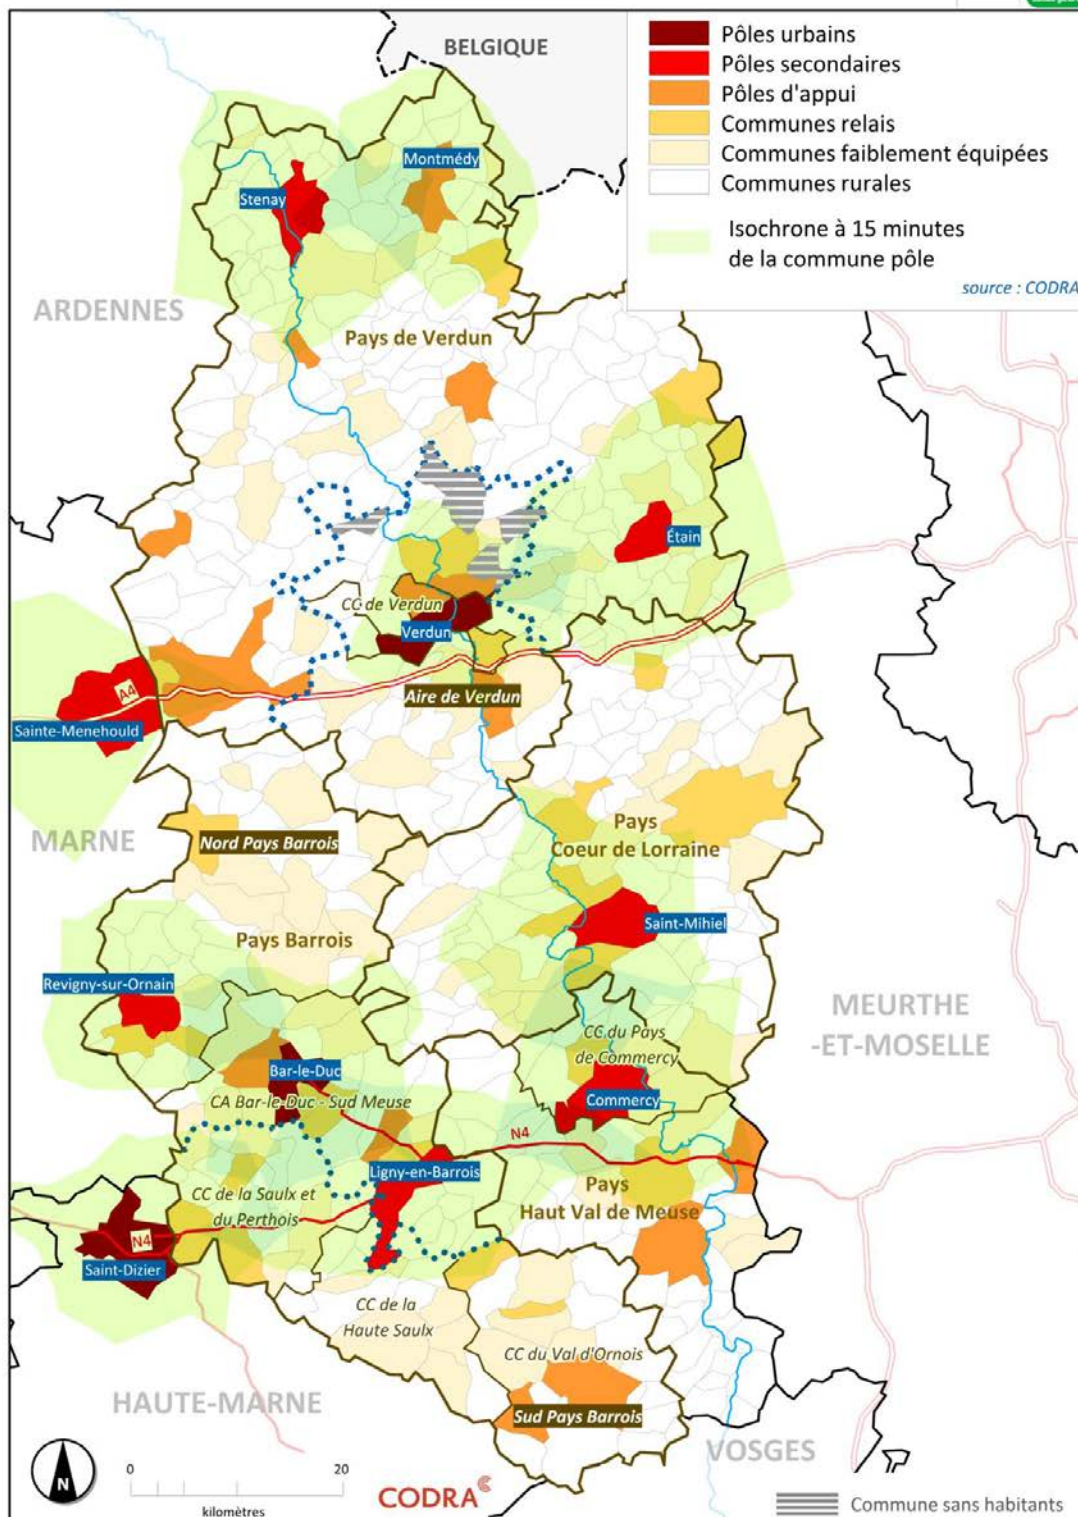 BELGIQUE
Pôles urbains
Pôles secondaires
Pôles d'appui
Communes relais
Communes faiblement équipées
Communes rurales
Isochrone à 15 minutes
de la commune pôle
source : CODRA
Montmédy
Stenay
ARDENNES
Pays de Verdun
Étain
CC de Verdun
Verdun
A4
Aire de Verdun
Sainte-Menehould
MARNE
Nord Pays Barrois
Pays
Coeur de Lorraine
Saint-Mihiel
Pays Barrois
Revigny-sur-Ornain
MEURTHE
-ET-MOSELLE
CC du Pays
de Commercy
Bar-le-Duc
CA Bar-le-Duc - Sud Meuse
Commercy
N4
Ligny-en-Barrois
CC de la Saulx et
du Perthois
Pays
Haut Val de Meuse
N4
Saint-Dizier
CC de la
Haute Saulx
CC du Val d'Ornois
HAUTE-MARNE
Sud Pays Barrois
VOSGES
N
0
20
kilomètres
CODRA
Commune sans habitants